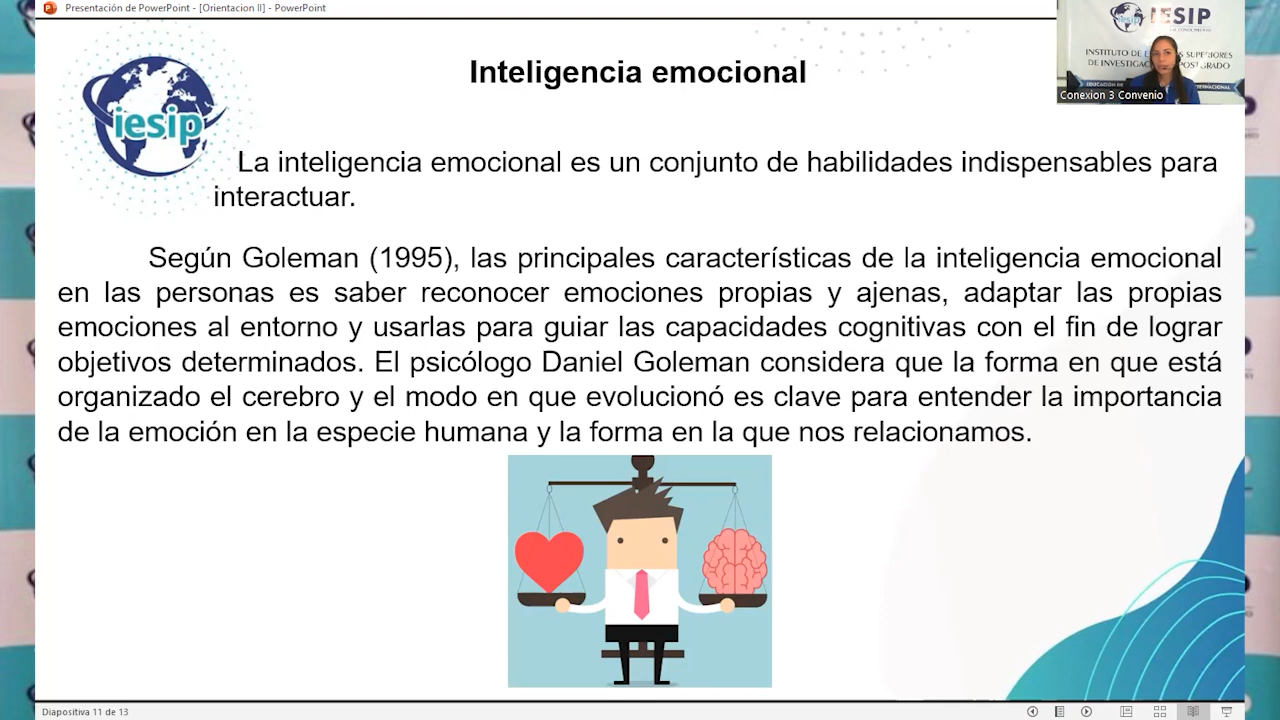 Presentación de PowerPoint - [Orientacion II] - PowerPoint
IESIP
INSTITUTO DE
SUPERIORES
DE INVESTIGAC
POSTGRADO
Conexion 3 Convenio
iesip
Inteligencia emocional
La inteligencia emocional es un conjunto de habilidades indispensables para
interactuar.
Según Goleman (1995), las principales características de la inteligencia emocional
en las personas es saber reconocer emociones propias y ajenas, adaptar las propias
emociones al entorno y usarlas para guiar las capacidades cognitivas con el fin de lograr
objetivos determinados. El psicólogo Daniel Goleman considera que la forma en que está
organizado el cerebro y el modo en que evolucionó es clave para entender la importancia
de la emoción en la especie humana y la forma en la que nos relacionamos.
Diapositiva 11 de 13